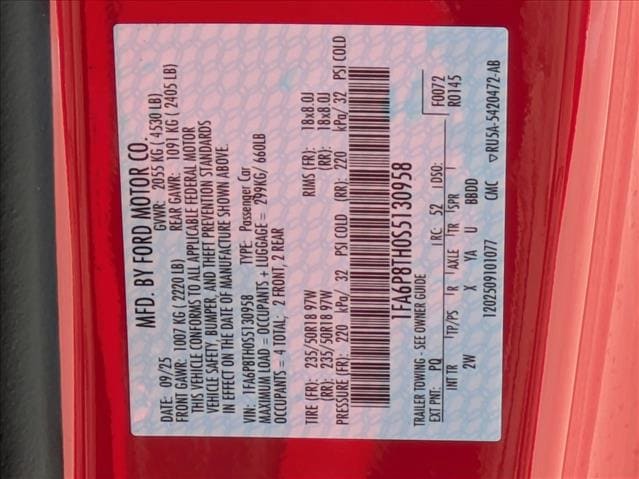 MFD. BY FORD MOTOR CO.
DATE: 09/25 GVWR: 2055 KG ( 4530 LB)
FRONT GAWR: 1007 KG ( 2220 LB) REAR GAWR: 1091 KG ( 2405 LB)
THIS VEHICLE CONFORMS TO ALL APPLICABLE FEDERAL MOTOR
VEHICLE SAFETY, BUMPER, AND THEFT PREVENTION STANDARDS
IN EFFECT ON THE DATE OF MANUFACTURE SHOWN ABOVE.
VIN: 1FA6P8TH0S5130958 TYPE: Passenger Car
MAXIMUM LOAD = OCCUPANTS + LUGGAGE = 299KG/ 660LB
OCCUPANTS = 4 TOTAL; 2 FRONT, 2 REAR
TIRE (FR): 235/50R18 97W RIMS (FR): 18x8.0J
(RR): 235/50R18 97W (RR): 18x8.0J
PRESSURE (FR): 220 kPa/ 32 PSI COLD (RR): 220 kPa/ 32 PSI COLD
1FA6P8TH0S5130958
TRAILER TOWING - SEE OWNER GUIDE F0072
EXT PNT: PQ RC: 52 DSO: R0145
INT TR TP/PS R AXLE TR SPR
2W X YA U BBDD
1202509101077 CMC ▽RU5A-5420472-AB